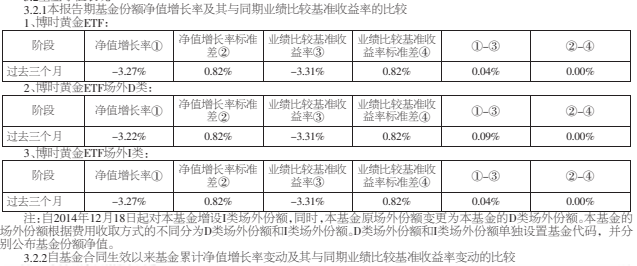 3.2.1本报告期基金份额净值增长率及其与同期业绩比较基准收益率的比较
1、博时黄金ETF:
阶段 净值增长率① 净值增长率标准差② 业绩比较基准收益率③ 业绩比较基准收益率标准差④ ①-③ ②-④
过去三个月 -3.27% 0.82% -3.31% 0.82% 0.04% 0.00%
2、博时黄金ETF场外D类:
阶段 净值增长率① 净值增长率标准差② 业绩比较基准收益率③ 业绩比较基准收益率标准差④ ①-③ ②-④
过去三个月 -3.22% 0.82% -3.31% 0.82% 0.09% 0.00%
3、博时黄金ETF场外I类:
阶段 净值增长率① 净值增长率标准差② 业绩比较基准收益率③ 业绩比较基准收益率标准差④ ①-③ ②-④
过去三个月 -3.27% 0.82% -3.31% 0.82% 0.04% 0.00%
注:自2014年12月18日起对本基金增设I类场外份额,同时,本基金原场外份额变更为本基金的D类场外份额。本基金的
场外份额根据费用收取方式的不同分为D类场外份额和I类场外份额。D类场外份额和I类场外份额单独设置基金代码,并分
别公布基金份额净值。
3.2.2自基金合同生效以来基金累计净值增长率变动及其与同期业绩比较基准收益率变动的比较